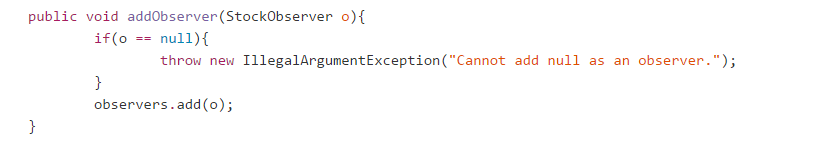 public void addObserver(StockObserver o){
if(o == null){
throw new IllegalArgumentException("Cannot add null as an observer.");
}
observers.add(o);
}